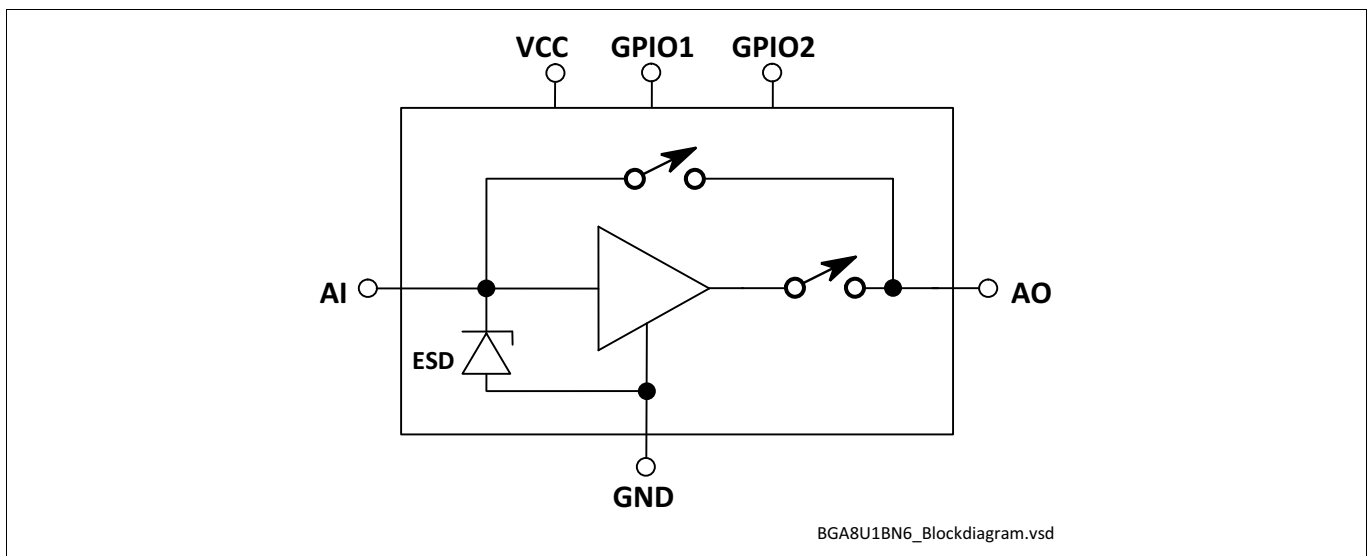 VCC GPIO1 GPIO2
AI
AO
ESD
GND
BGA8U1BN6_Blockdiagram.vsd